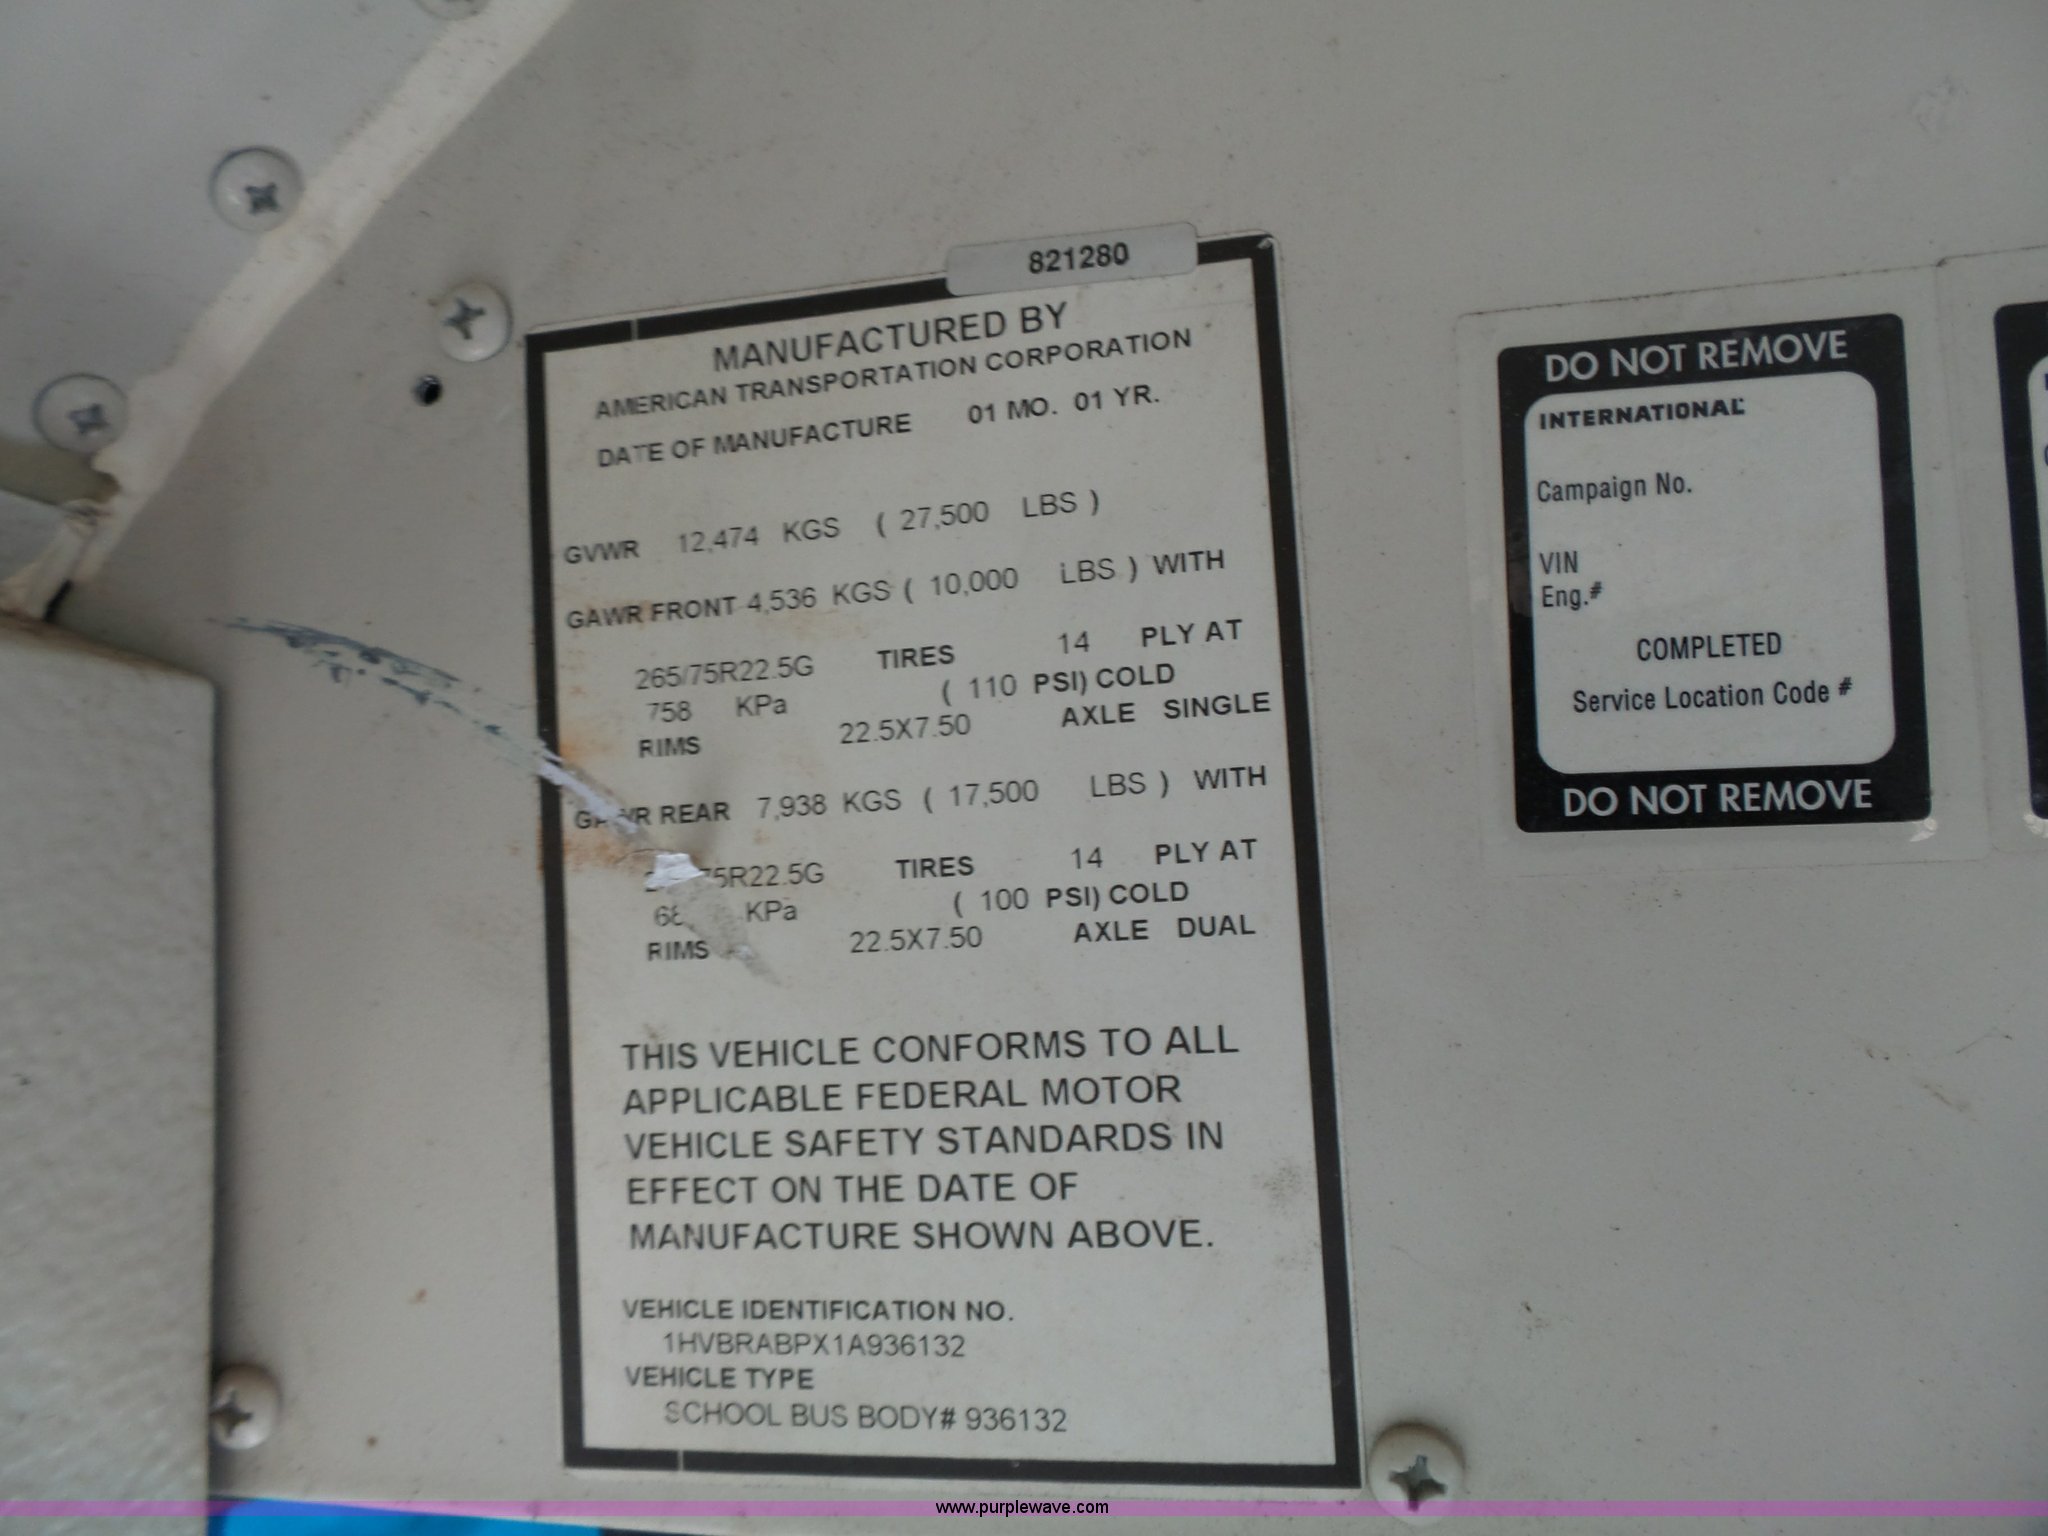 821280
MANUFACTURED BY
AMERICAN TRANSPORTATION CORPORATION
DATE OF MANUFACTURE 01 MO. 01 YR.
GVWR 12,474 KGS ( 27,500 LBS )
GAWR FRONT 4,536 KGS ( 10,000 LBS ) WITH
265/75R22.5G TIRES 14 PLY AT
758 KPa ( 110 PSI) COLD
RIMS 22.5X7.50 AXLE SINGLE
GAWR REAR 7,938 KGS ( 17,500 LBS ) WITH
75R22.5G TIRES 14 PLY AT
KPa ( 100 PSI) COLD
RIMS 22.5X7.50 AXLE DUAL
THIS VEHICLE CONFORMS TO ALL
APPLICABLE FEDERAL MOTOR
VEHICLE SAFETY STANDARDS IN
EFFECT ON THE DATE OF
MANUFACTURE SHOWN ABOVE.
VEHICLE IDENTIFICATION NO.
1HVBRABPX1A936132
VEHICLE TYPE
SCHOOL BUS BODY# 936132
DO NOT REMOVE
INTERNATIONAL
Campaign No.
VIN
Eng.#
COMPLETED
Service Location Code #
DO NOT REMOVE
www.purplewave.com